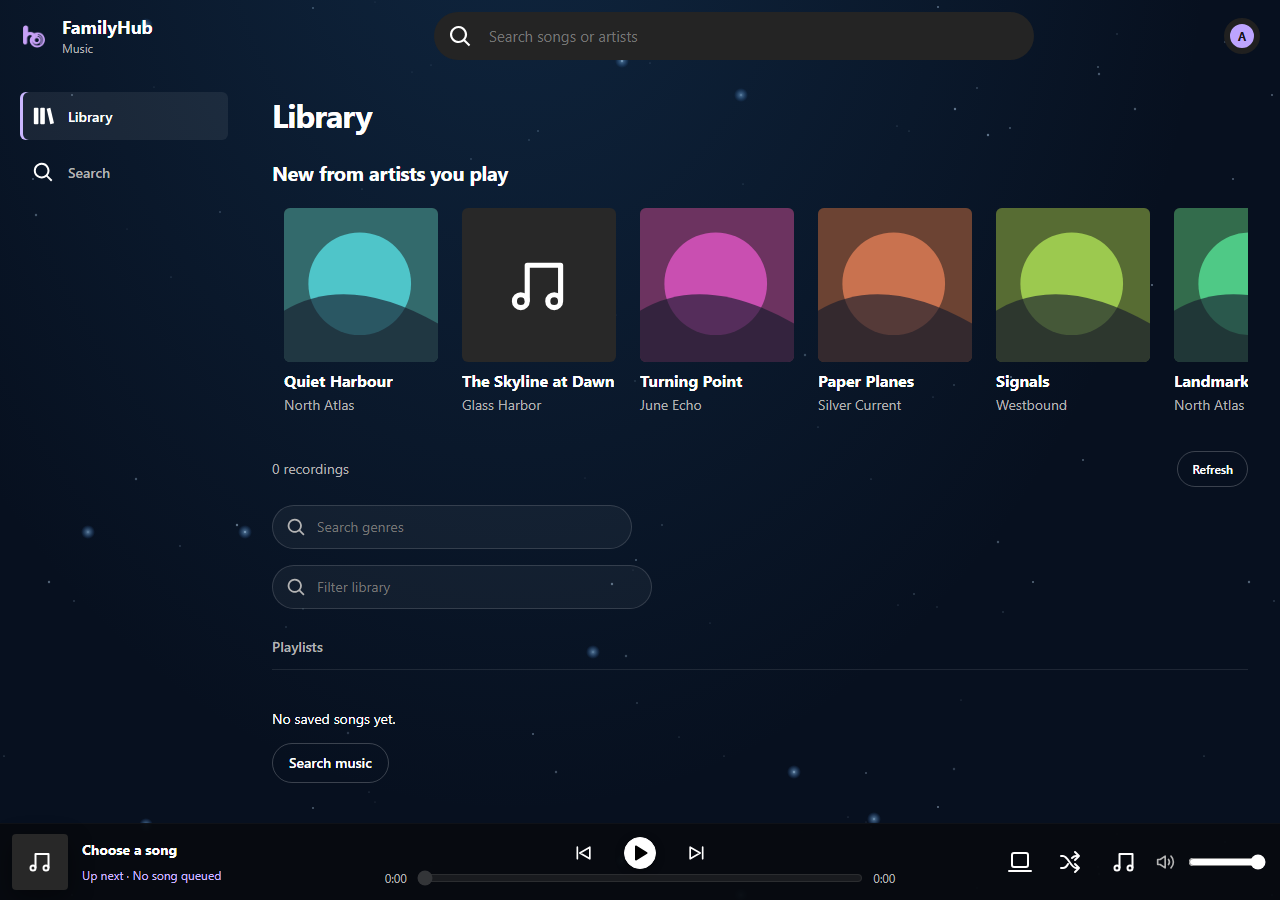 FamilyHub
Music
Search songs or artists
A
Library
Search
Library
New from artists you play
Quiet Harbour
North Atlas
The Skyline at Dawn
Glass Harbor
Turning Point
June Echo
Paper Planes
Silver Current
Signals
Westbound
Landmark
North Atlas
0 recordings
Refresh
Search genres
Filter library
Playlists
No saved songs yet.
Search music
Choose a song
Up next · No song queued
0:00
0:00